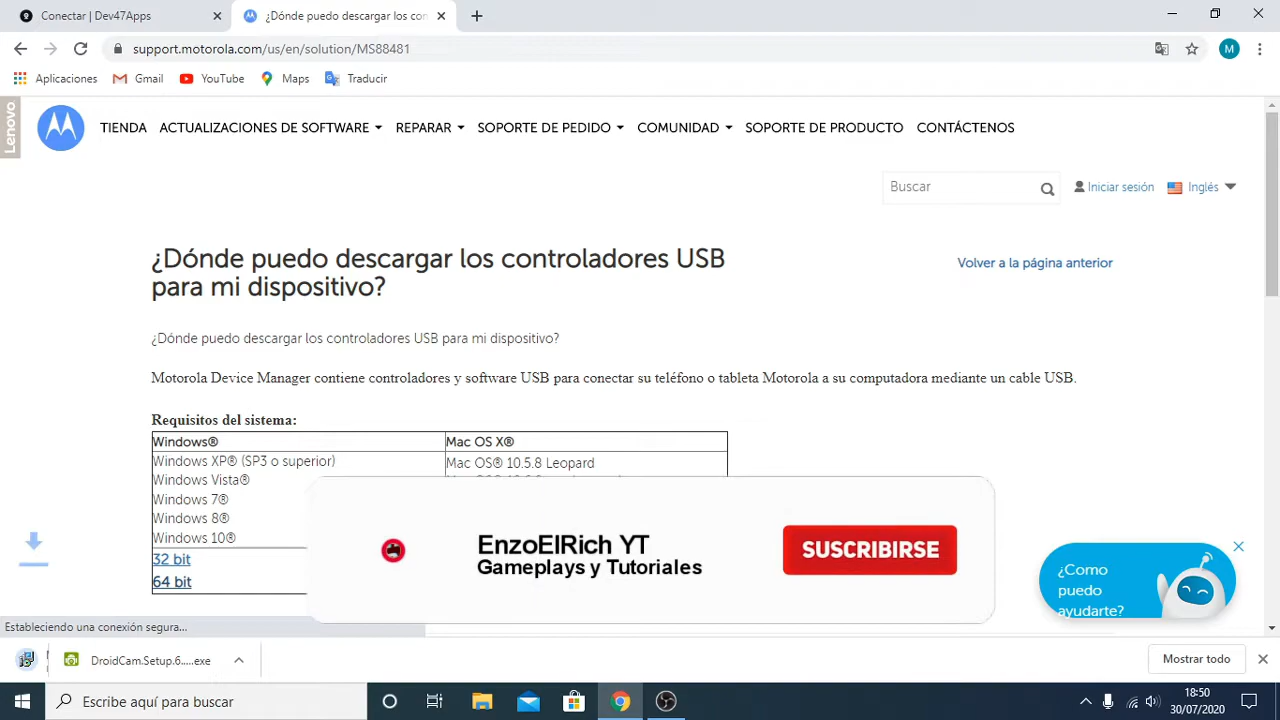 Conectar | Dev47Apps
¿Dónde puedo descargar los con
support.motorola.com/us/en/solution/MS88481
M
Aplicaciones
Gmail
YouTube
Maps
Traducir
Lenovo
TIENDA
ACTUALIZACIONES DE SOFTWARE
REPARAR
SOPORTE DE PEDIDO
COMUNIDAD
SOPORTE DE PRODUCTO
CONTÁCTENOS
Buscar
Iniciar sesión
Inglés
¿Dónde puedo descargar los controladores USB
para mi dispositivo?
Volver a la página anterior
¿Dónde puedo descargar los controladores USB para mi dispositivo?
Motorola Device Manager contiene controladores y software USB para conectar su teléfono o tableta Motorola a su computadora mediante un cable USB.
Requisitos del sistema:
Windows®
Mac OS X®
Windows XP® (SP3 o superior)
Mac OS® 10.5.8 Leopard
Windows Vista®
Windows 7®
Windows 8®
Windows 10®
32 bit
64 bit
EnzoElRich YT
Gameplays y Tutoriales
SUSCRIBIRSE
¿Como
puedo
ayudarte?
Estableciendo una conexión segura...
DroidCam.Setup.6....exe
Mostrar todo
Escribe aquí para buscar
18:50
30/07/2020